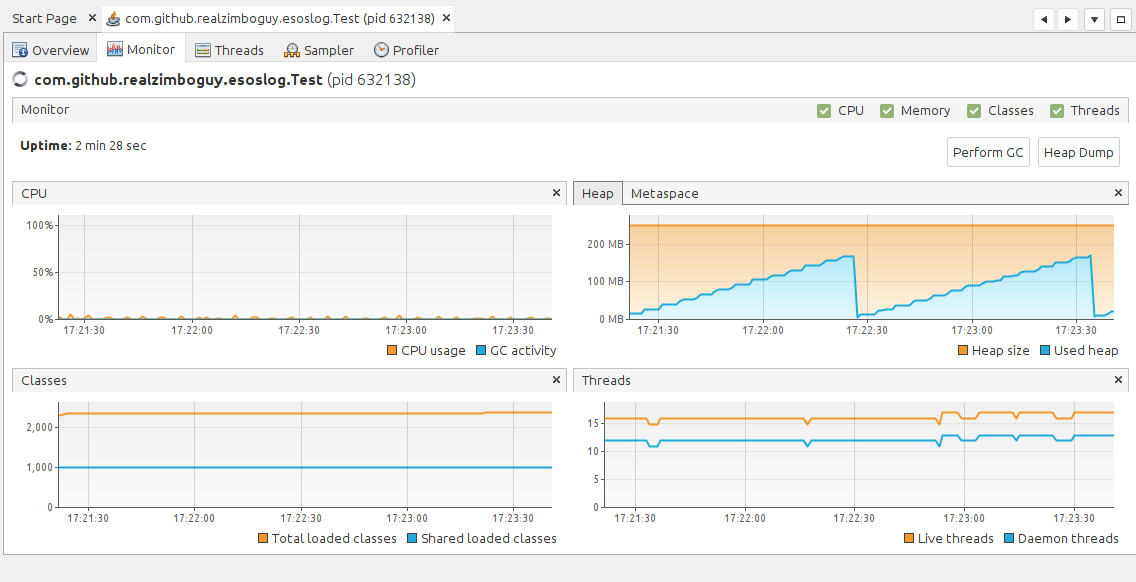 Start Page × com.github.realzimboguy.esoslog.Test (pid 632138) ×
Overview Monitor Threads Sampler Profiler
com.github.realzimboguy.esoslog.Test (pid 632138)
Monitor CPU Memory Classes Threads
Uptime: 2 min 28 sec
Perform GC Heap Dump
CPU ×
100%
50%
0%
17:21:30 17:22:00 17:22:30 17:23:00 17:23:30
CPU usage GC activity
Heap Metaspace ×
200 MB
100 MB
0 MB
17:21:30 17:22:00 17:22:30 17:23:00 17:23:30
Heap size Used heap
Classes ×
2,000
1,000
0
17:21:30 17:22:00 17:22:30 17:23:00 17:23:30
Total loaded classes Shared loaded classes
Threads ×
15
10
5
0
17:21:30 17:22:00 17:22:30 17:23:00 17:23:30
Live threads Daemon threads